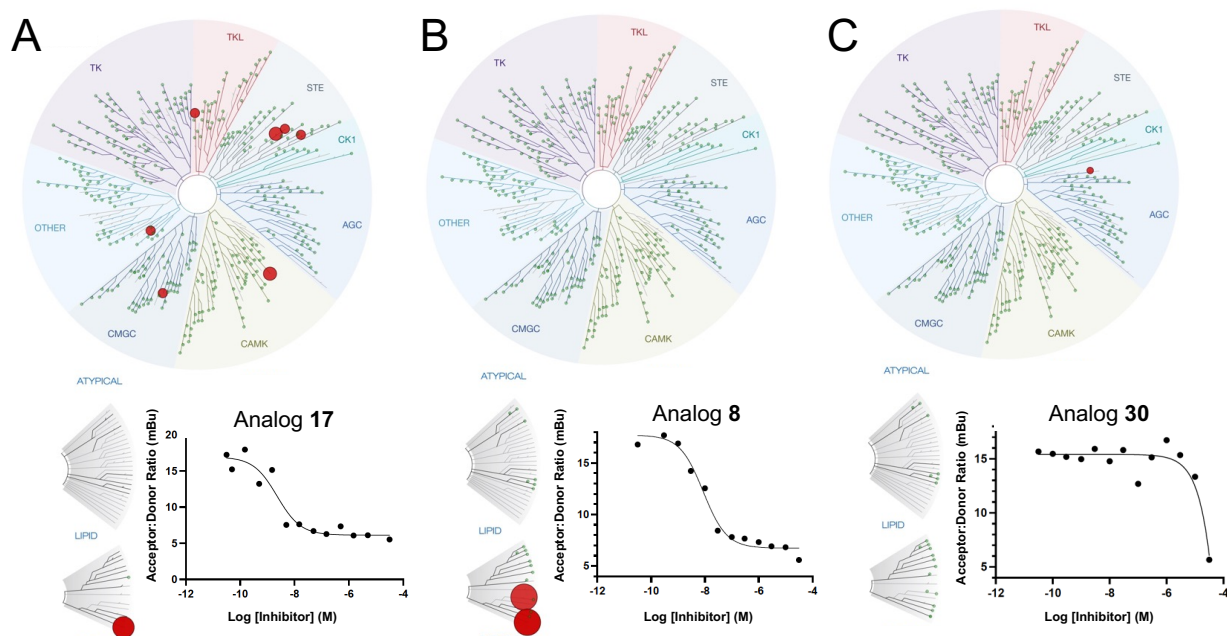 A
TK
TKL
STE
CK1
AGC
OTHER
CMGC
CAMK
ATYPICAL
LIPID
Analog 17
Acceptor:Donor Ratio (mBu)
20
15
10
5
0
-12 -10 -8 -6 -4
Log [Inhibitor] (M)
B
TK
TKL
STE
CK1
AGC
OTHER
CMGC
CAMK
ATYPICAL
LIPID
Analog 8
Acceptor:Donor Ratio (mBu)
15
10
5
-12 -10 -8 -6 -4
Log [Inhibitor] (M)
C
TK
TKL
STE
CK1
AGC
OTHER
CMGC
CAMK
ATYPICAL
LIPID
Analog 30
Acceptor:Donor Ratio (mBu)
15
10
5
-12 -10 -8 -6 -4
Log [Inhibitor] (M)